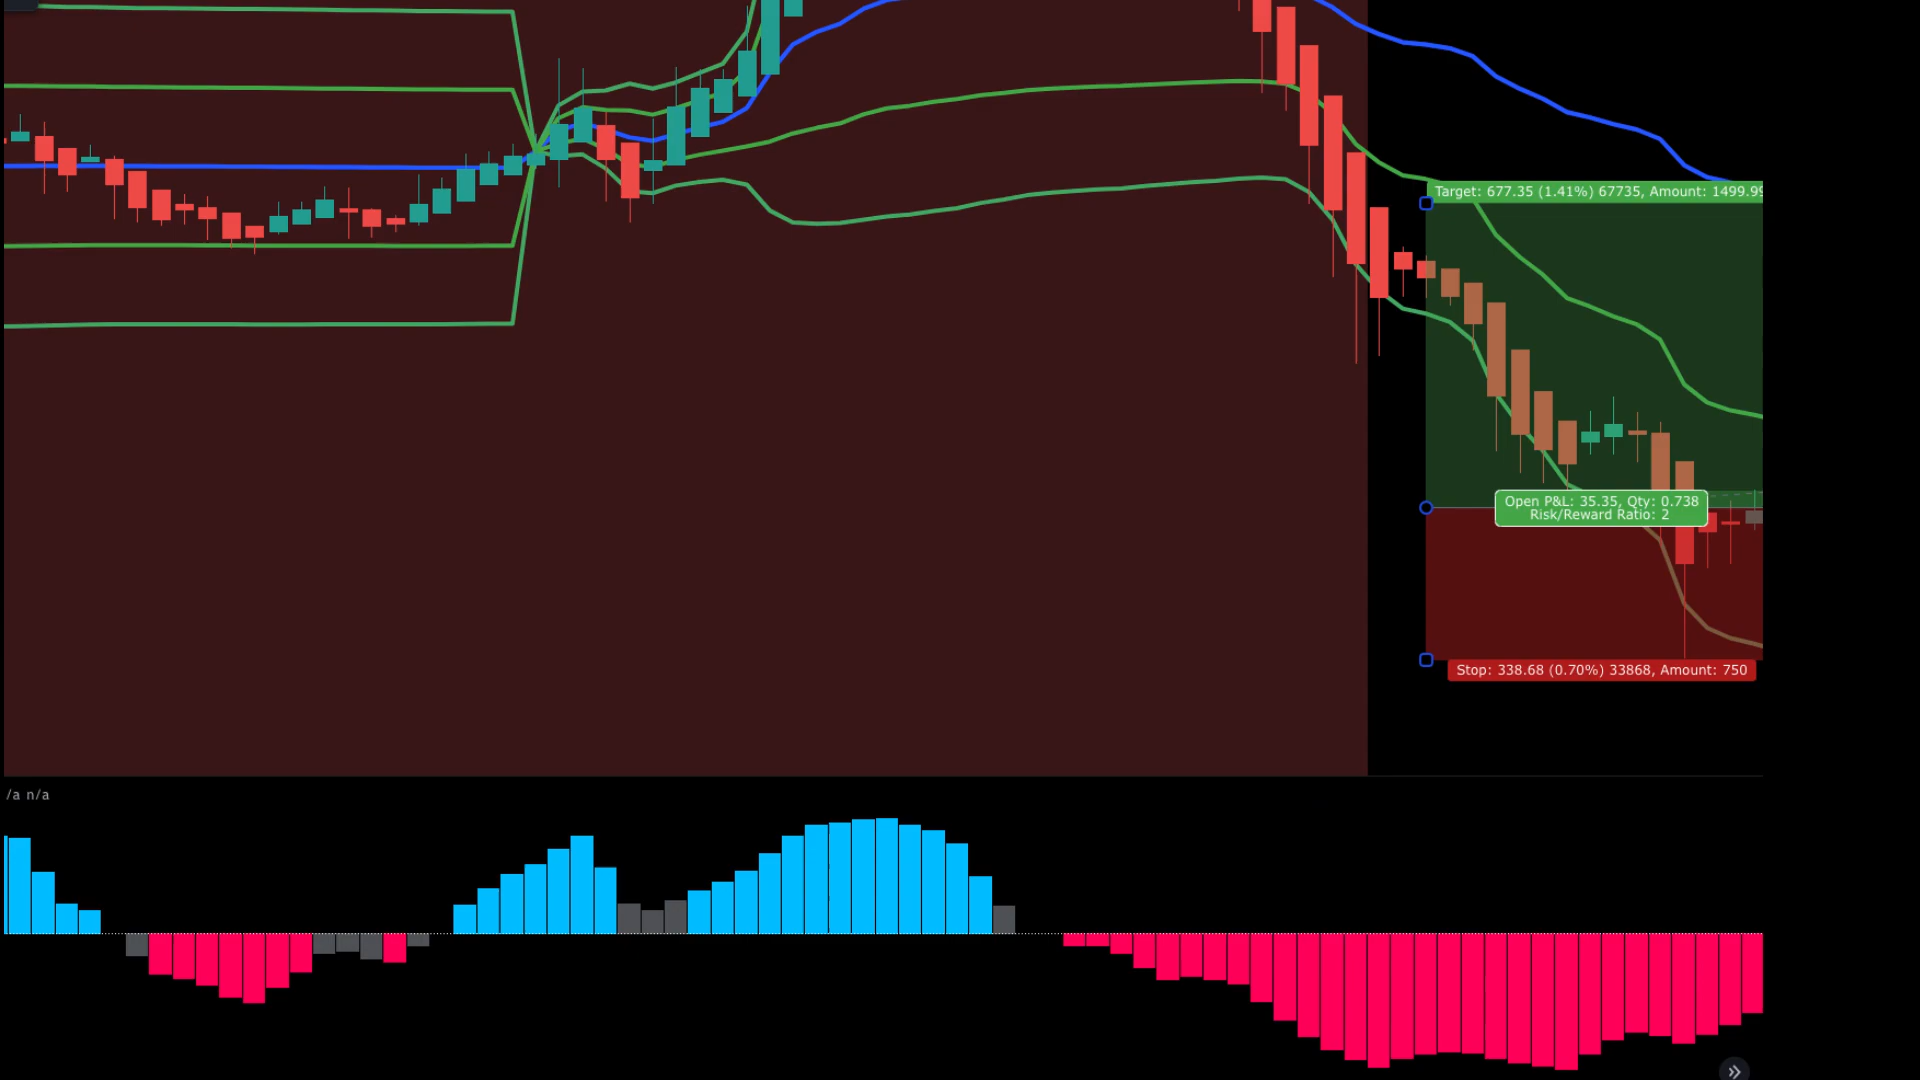 Target: 677.35 (1.41%) 67735, Amount: 1499.99
Open P&L: 35.35, Qty: 0.738
Risk/Reward Ratio: 2
Stop: 338.68 (0.70%) 33868, Amount: 750
/a n/a